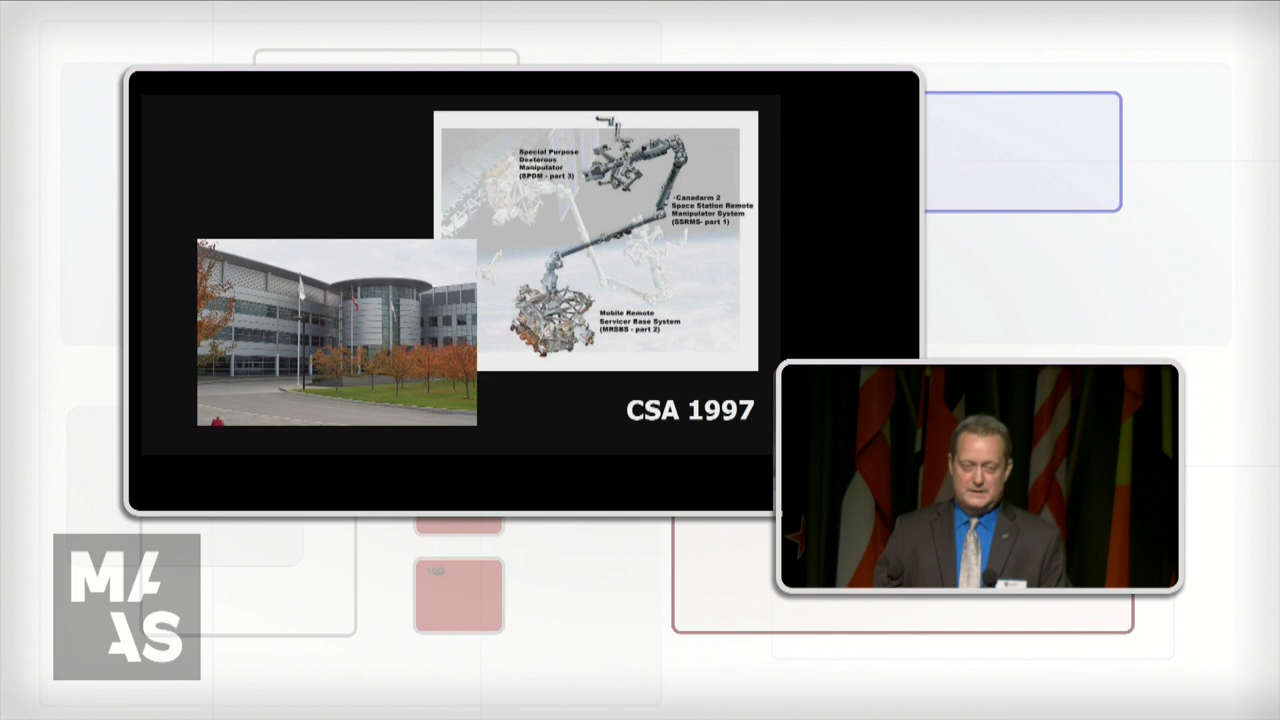 Special Purpose
Dexterous
Manipulator
(SPDM - part 3)
·Canadarm 2
Space Station Remote
Manipulator System
(SSRMS- part 1)
Mobile Remote
Servicer Base System
(MRSBS - part 2)
CSA 1997
MA
AS